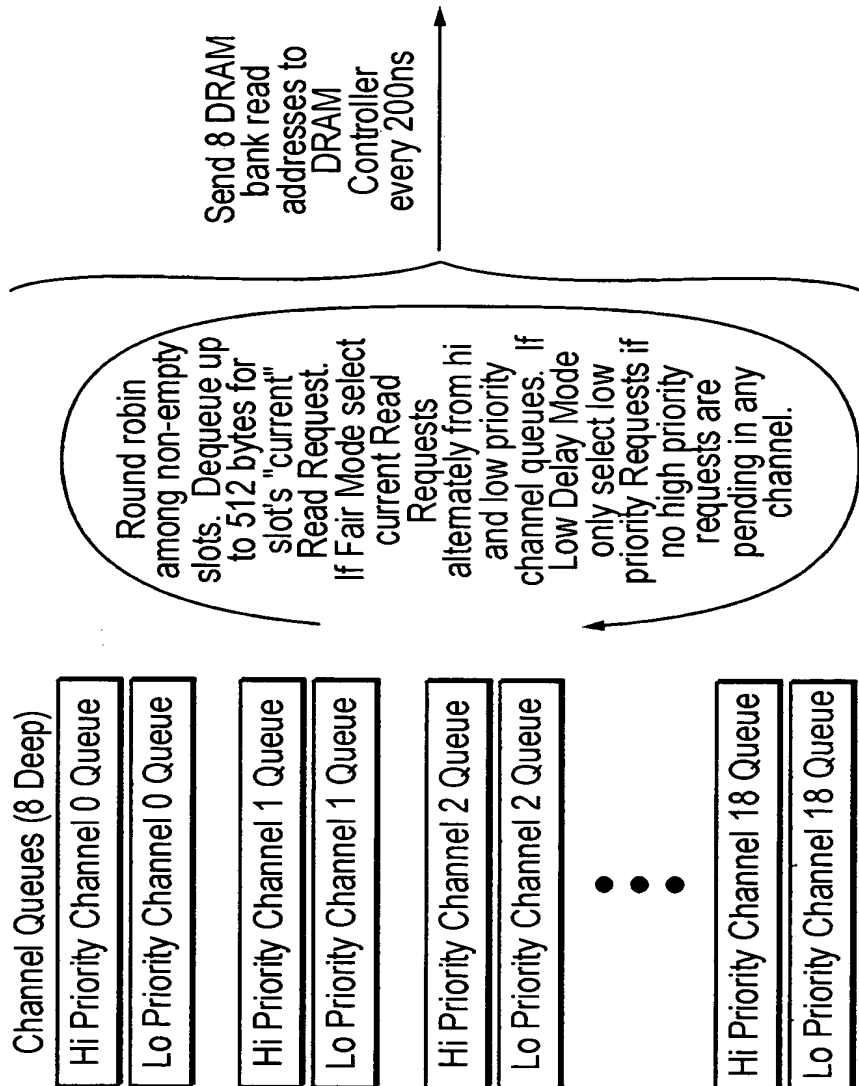 Channel Queues (8 Deep)
Hi Priority Channel 0 Queue
Lo Priority Channel 0 Queue
Hi Priority Channel 1 Queue
Lo Priority Channel 1 Queue
Hi Priority Channel 2 Queue
Lo Priority Channel 2 Queue
Hi Priority Channel 18 Queue
Lo Priority Channel 18 Queue
Round robin
among non-empty
slots. Dequeue up
to 512 bytes for
slot's "current"
Read Request.
If Fair Mode select
current Read
Requests
alternately from hi
and low priority
channel queues. If
Low Delay Mode
only select low
priority Requests if
no high priority
requests are
pending in any
channel.
Send 8 DRAM
bank read
addresses to
DRAM
Controller
every 200ns